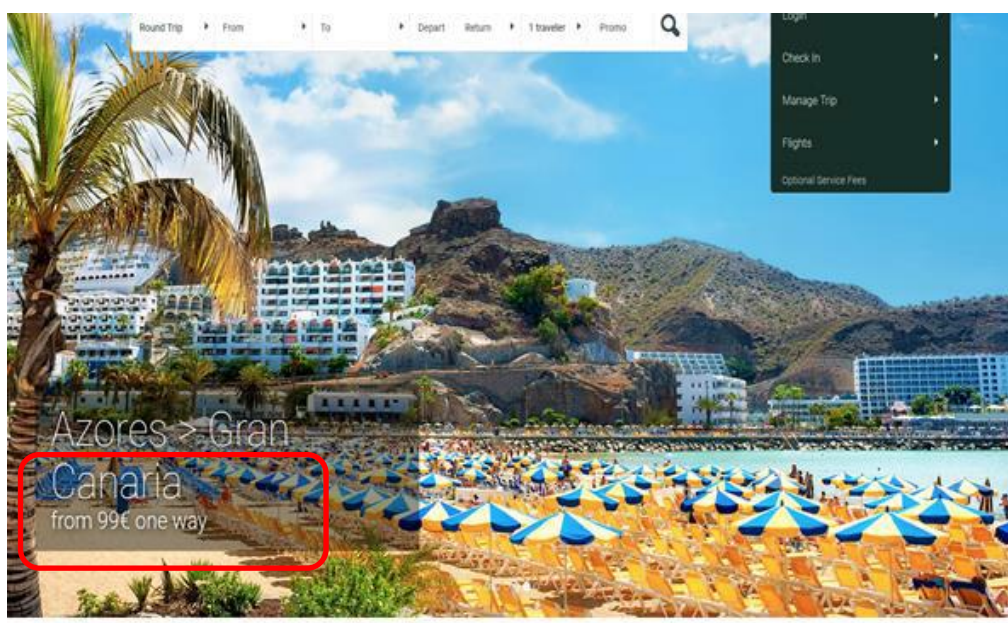 Round Trip From To Depart Return 1 traveler Promo
Login
Check In
Manage Trip
Flights
Optional Service Fees
Azores > Gran
Canaria
from 99€ one way